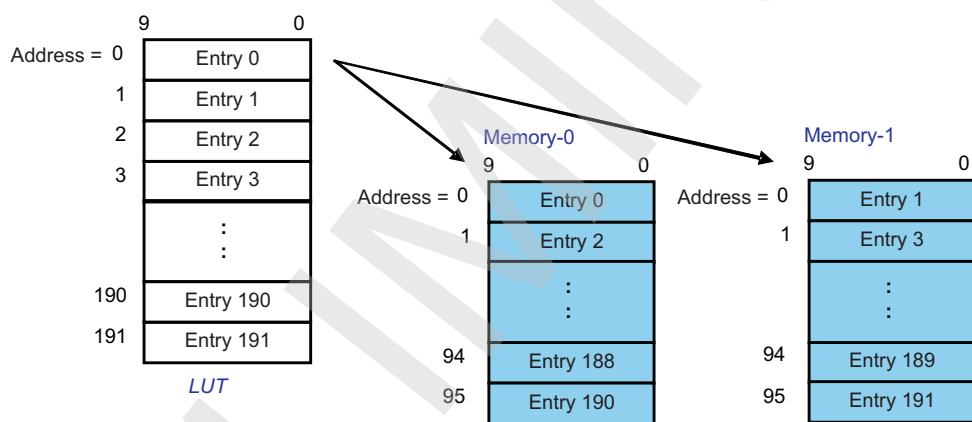 9 0
Address = 0 Entry 0
1 Entry 1
2 Entry 2
3 Entry 3
:
:
190 Entry 190
191 Entry 191
LUT
Memory-0
9 0
Address = 0 Entry 0
1 Entry 2
:
:
94 Entry 188
95 Entry 190
Memory-1
9 0
Address = 0 Entry 1
1 Entry 3
:
:
94 Entry 189
95 Entry 191